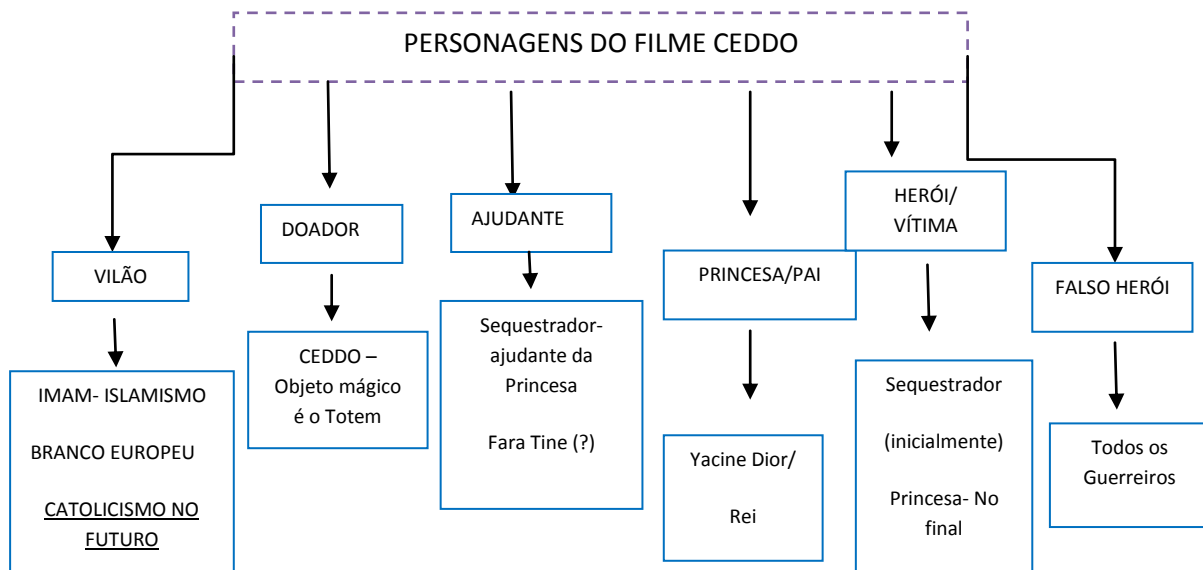 PERSONAGENS DO FILME CEDDO
VILÃO
DOADOR
AJUDANTE
PRINCESA/PAI
HERÓI/
VÍTIMA
FALSO HERÓI
IMAM- ISLAMISMO
BRANCO EUROPEU
CATOLICISMO NO
FUTURO
CEDDO –
Objeto mágico
é o Totem
Sequestrador-
ajudante da
Princesa
Fara Tine (?)
Yacine Dior/
Rei
Sequestrador
(inicialmente)
Princesa- No
final
Todos os
Guerreiros